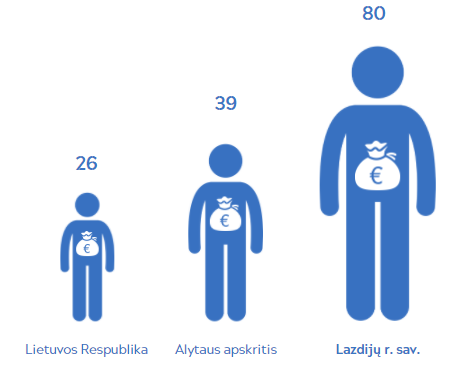 80
39
26
€
€
€
Lietuvos Respublika
Alytaus apskritis
Lazdijų r. sav.